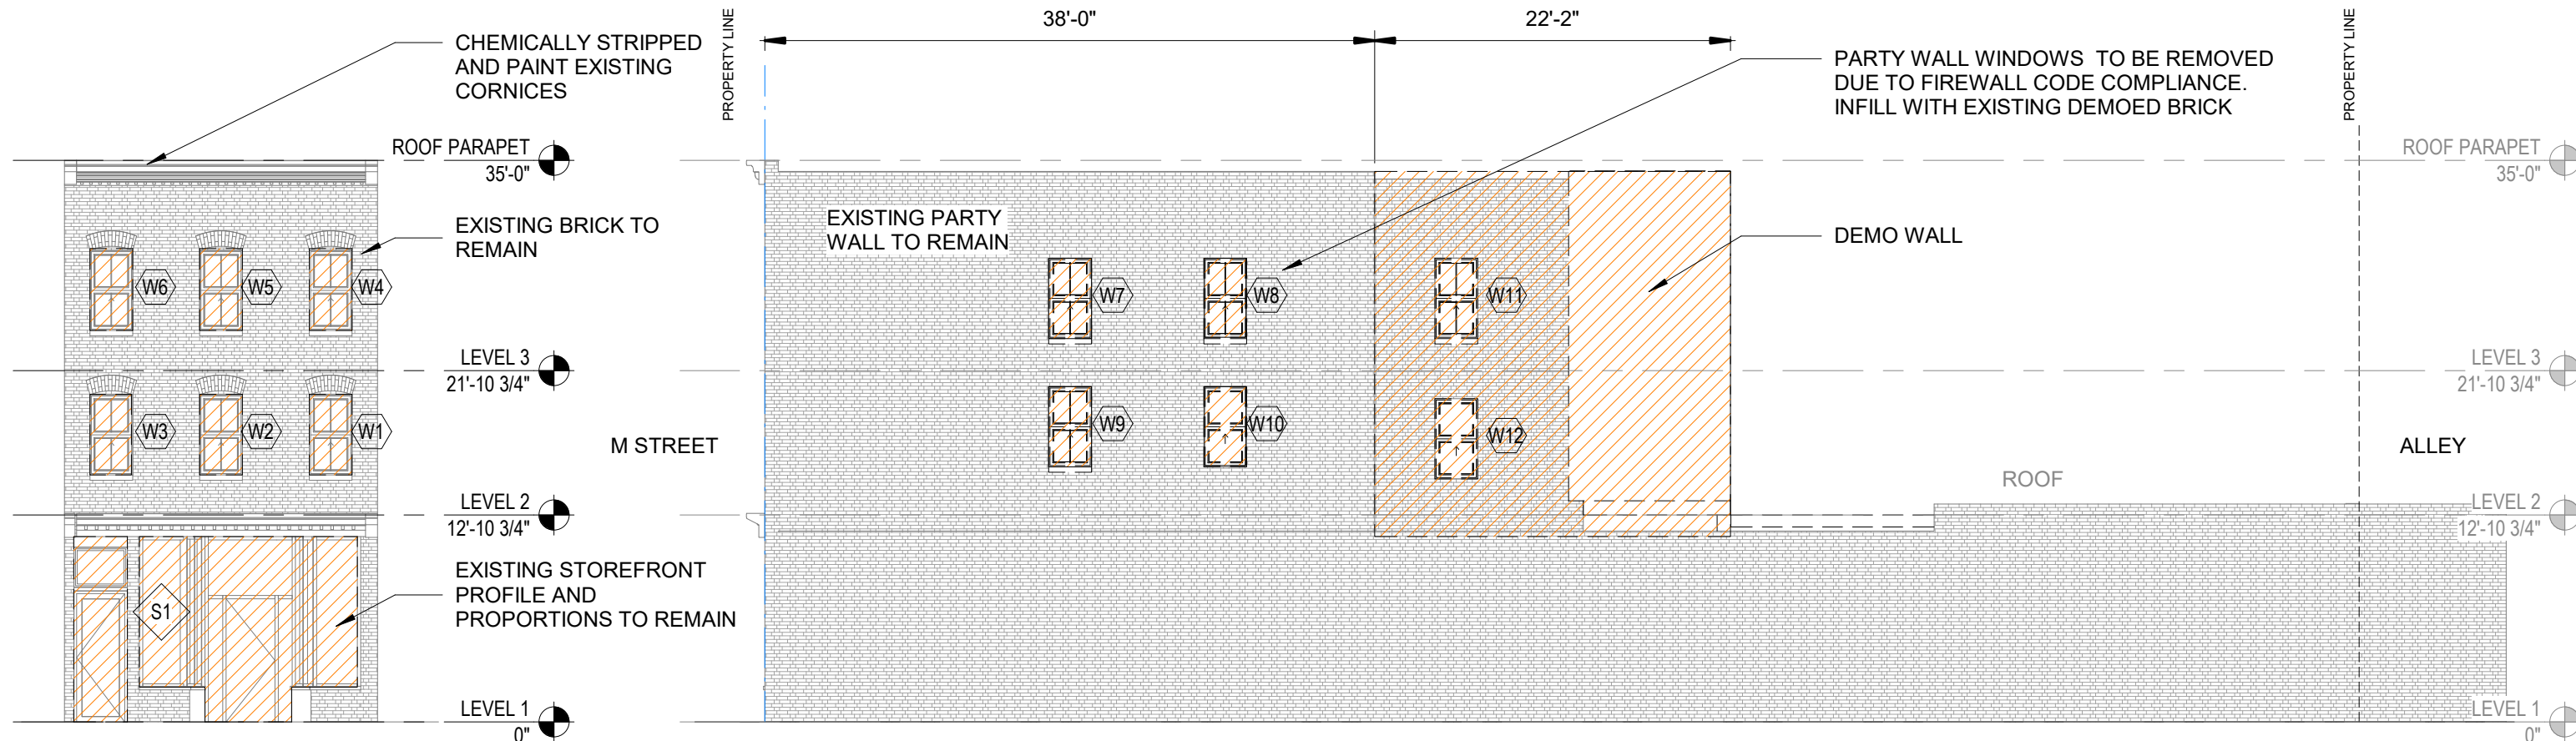 CHEMICALLY STRIPPED
AND PAINT EXISTING
CORNICES
ROOF PARAPET
35'-0"
EXISTING BRICK TO
REMAIN
W6
W5
W4
LEVEL 3
21'-10 3/4"
W3
W2
W1
LEVEL 2
12'-10 3/4"
EXISTING STOREFRONT
PROFILE AND
PROPORTIONS TO REMAIN
S1
LEVEL 1
0"
M STREET
PROPERTY LINE
38'-0"
22'-2"
EXISTING PARTY
WALL TO REMAIN
PARTY WALL WINDOWS TO BE REMOVED
DUE TO FIREWALL CODE COMPLIANCE.
INFILL WITH EXISTING DEMOED BRICK
DEMO WALL
W7
W8
W11
W9
W10
W12
ROOF
PROPERTY LINE
ALLEY
ROOF PARAPET
35'-0"
LEVEL 3
21'-10 3/4"
LEVEL 2
12'-10 3/4"
LEVEL 1
0"